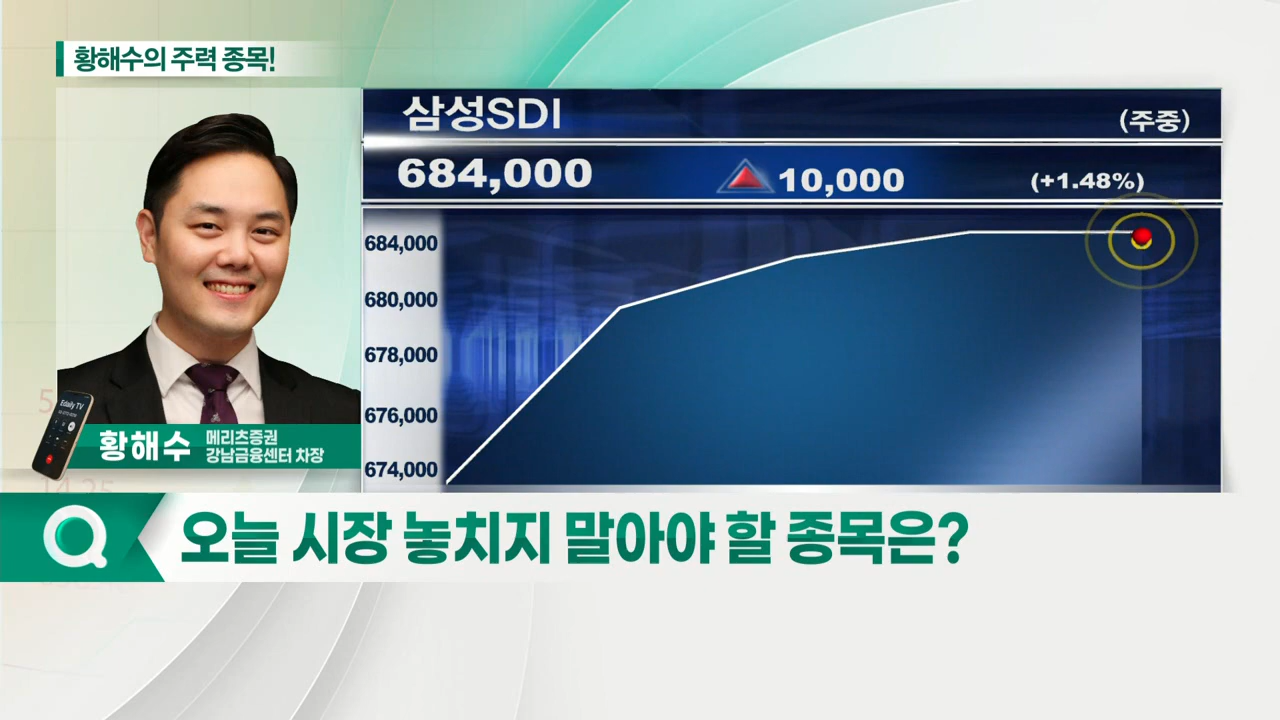 황해수의 주력 종목!
삼성SDI
(주중)
684,000
10,000
(+1.48%)
684,000
680,000
678,000
676,000
674,000
Edaily TV
황해수
메리츠증권
강남금융센터 차장
오늘 시장 놓치지 말아야 할 종목은?